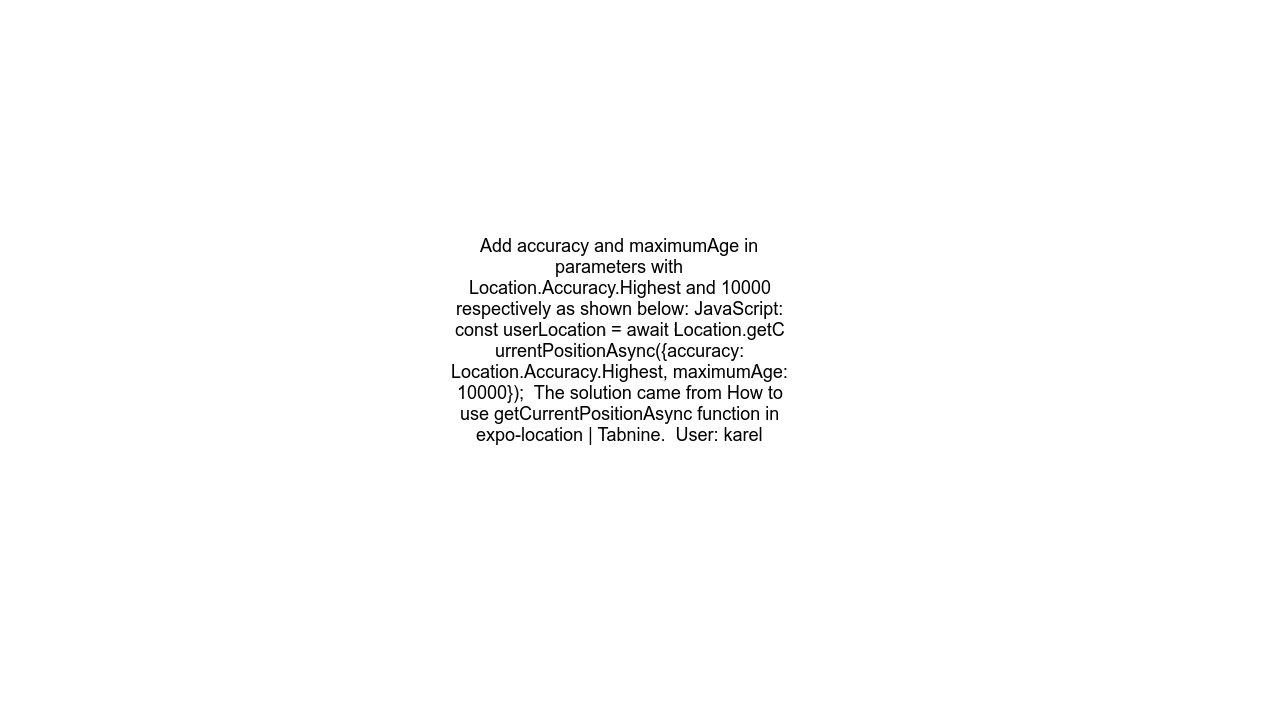 Add accuracy and maximumAge in
parameters with
Location.Accuracy.Highest and 10000
respectively as shown below: JavaScript:
const userLocation = await Location.getC
urrentPositionAsync({accuracy:
Location.Accuracy.Highest, maximumAge:
10000});  The solution came from How to
use getCurrentPositionAsync function in
expo-location | Tabnine.  User: karel